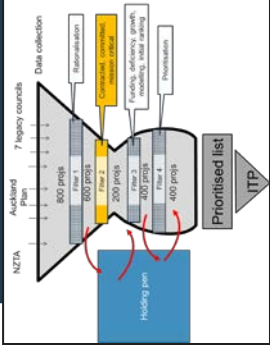 NZTA
Auckland
Plan
7 legacy councils
Data collection
800 projs
Filter 1
Rationalisation
600 projs
Filter 2
Contracted, committed,
mission critical
200 projs
Filter 3
Funding, deficiency, growth,
modelling, initial ranking
400 projs
Filter 4
Prioritisation
400 projs
Holding pen
Prioritised list
ITP